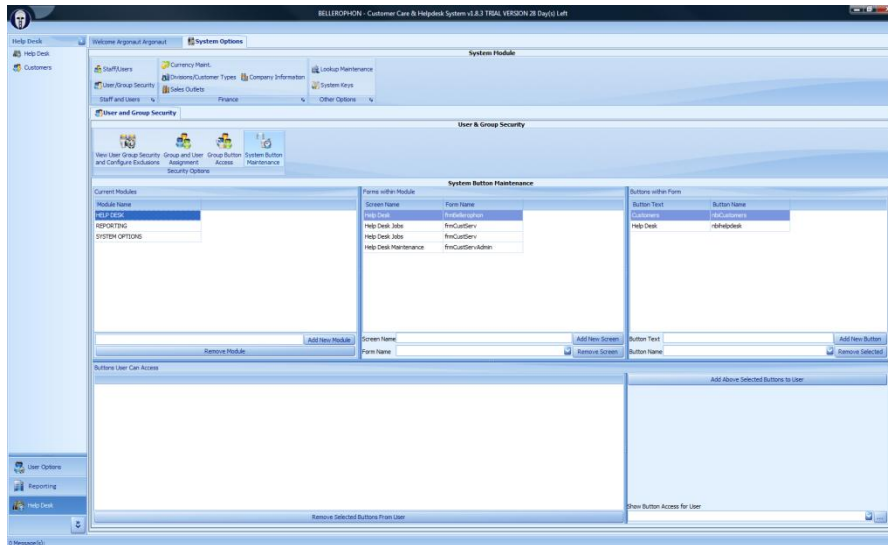 BELLEROPHON - Customer Care & Helpdesk System v3.8.3 TRIAL VERSION 28 Day(s) Left
Help Desk
Help Desk
Customers
Welcome Argonaut Argonaut
System Options
System Module
Staff/Users
User/Group Security
Staff and Users
Currency Maint.
Divisions/Customer Types
Company Information
Sales Outlets
Finance
Lookup Maintenance
System Keys
Other Options
User and Group Security
User & Group Security
View User Group Security and Configure Exclusions
Group and User Assignment
Group Button Access
System Button Maintenance
Security Options
System Button Maintenance
Current Modules
Module Name
HELP DESK
REPORTING
SYSTEM OPTIONS
Add New Module
Remove Module
Forms within Module
Screen Name Form Name
Help Desk frmBellerophon
Help Desk Jobs frmCustServ
Help Desk Jobs frmCustServ
Help Desk Maintenance frmCustServAdmin
Screen Name
Add New Screen
Form Name
Remove Screen
Buttons within Form
Button Text Button Name
Customers nbiCustomers
Help Desk nbihelpdesk
Button Text
Add New Button
Button Name
Remove Selected
Buttons User Can Access
Add Above Selected Buttons to User
Show Button Access for User
Remove Selected Buttons From User
User Options
Reporting
Help Desk
0 Message(s):